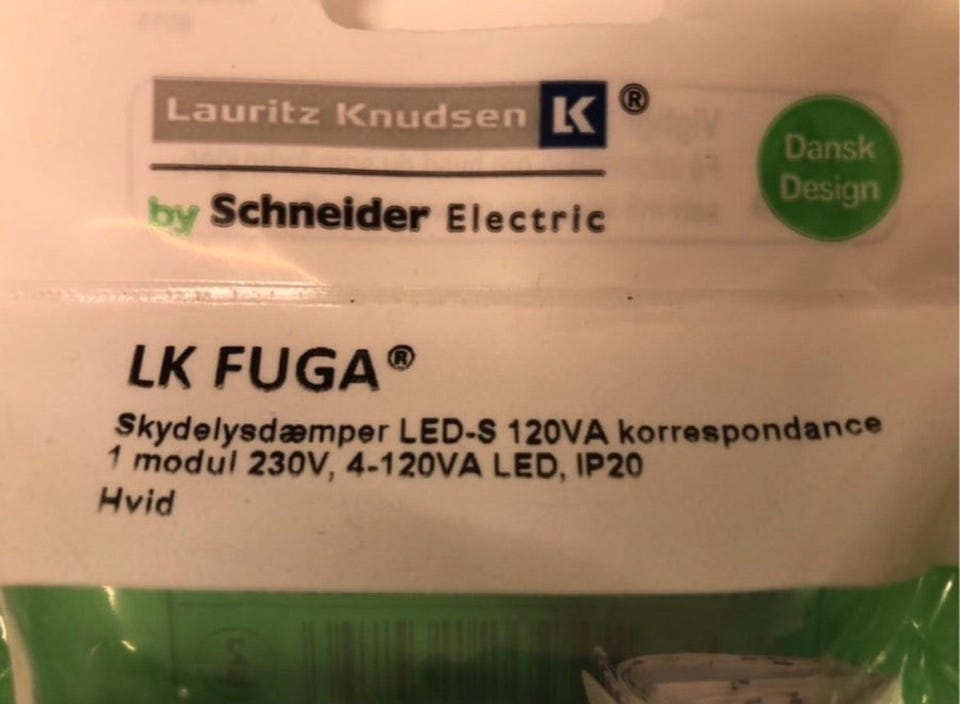 Lauritz Knudsen LK ®
by Schneider Electric
Dansk
Design
LK FUGA®
Skydelysdæmper LED-S 120VA korrespondance
1 modul 230V, 4-120VA LED, IP20
Hvid